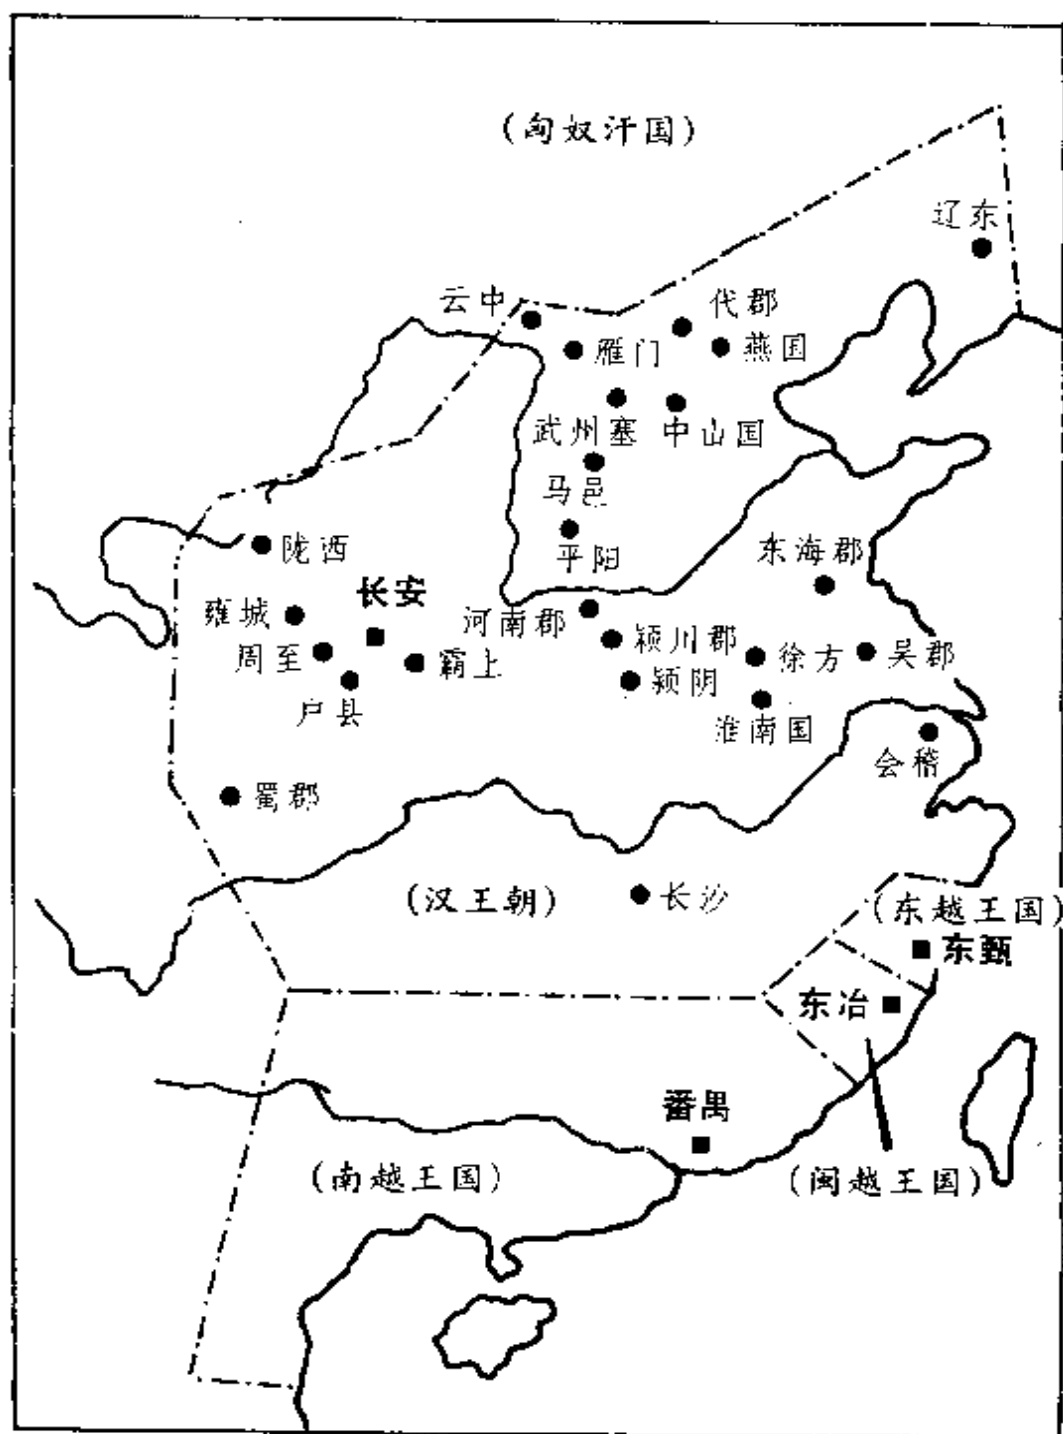 (匈奴汗国)
辽东
云中
代郡
雁门
燕国
武州塞
中山国
马邑
平阳
陇西
东海郡
长安
雍城
河南郡
颍川郡
周至
霸上
徐方
吴郡
户县
颍阴
淮南国
会稽
蜀郡
(汉王朝)
长沙
(东越王国)
东甄
东冶
番禺
(南越王国)
(闽越王国)